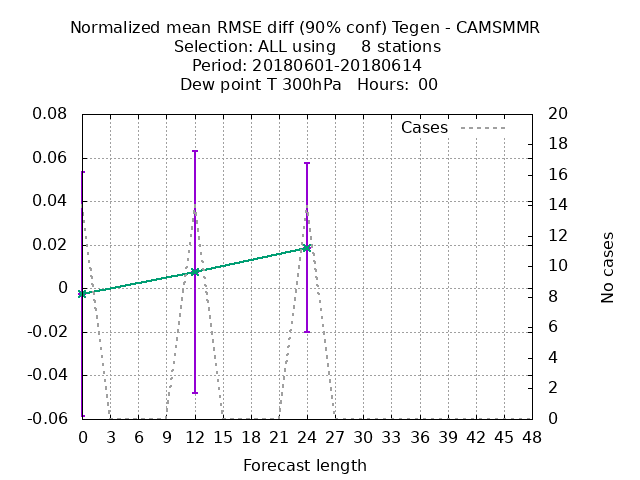 Normalized mean RMSE diff (90% conf) Tegen - CAMSMMR
Selection: ALL using     8 stations
Period: 20180601-20180614
Dew point T 300hPa   Hours:  00
Cases
0.08
0.06
0.04
0.02
0
-0.02
-0.04
-0.06
20
18
16
14
12
10
8
6
4
2
0
No cases
0 3 6 9 12 15 18 21 24 27 30 33 36 39 42 45 48
Forecast length